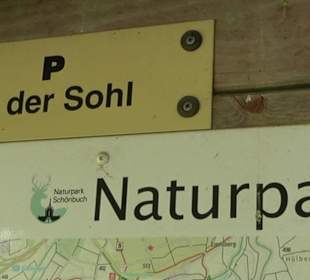 P
der Sohl
Naturpark
Schönbuch
Naturpa